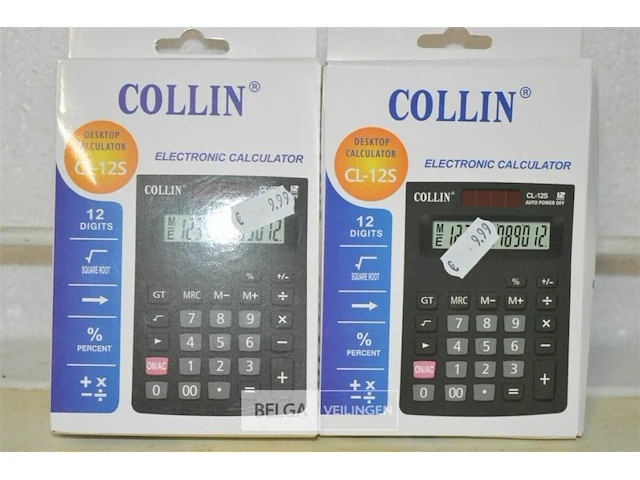 COLLIN®
DESKTOP
CALCULATOR
CL-12S
ELECTRONIC CALCULATOR
12
DIGITS
√
SQUARE ROOT
→
%
PERCENT
+ ×
- ÷
COLLIN®
€ 9.99
M
E
9012.
% +/-
GT MRC M- M+ ÷
√ 7 8 9 ×
► 4 5 6 -
ON/AC 1 2 3 +
0 00 • =
COLLIN®
DESKTOP
CALCULATOR
CL-12S
ELECTRONIC CALCULATOR
12
DIGITS
√
SQUARE ROOT
→
%
PERCENT
+ ×
- ÷
COLLIN®
CL-12S
AUTO POWER OFF
€ 9.99
M
E
89012.
% +/-
GT MRC M- M+ ÷
√ 7 8 9 ×
► 4 5 6 -
ON/AC 1 2 3 +
0 00 • =
BELGA VEILINGEN